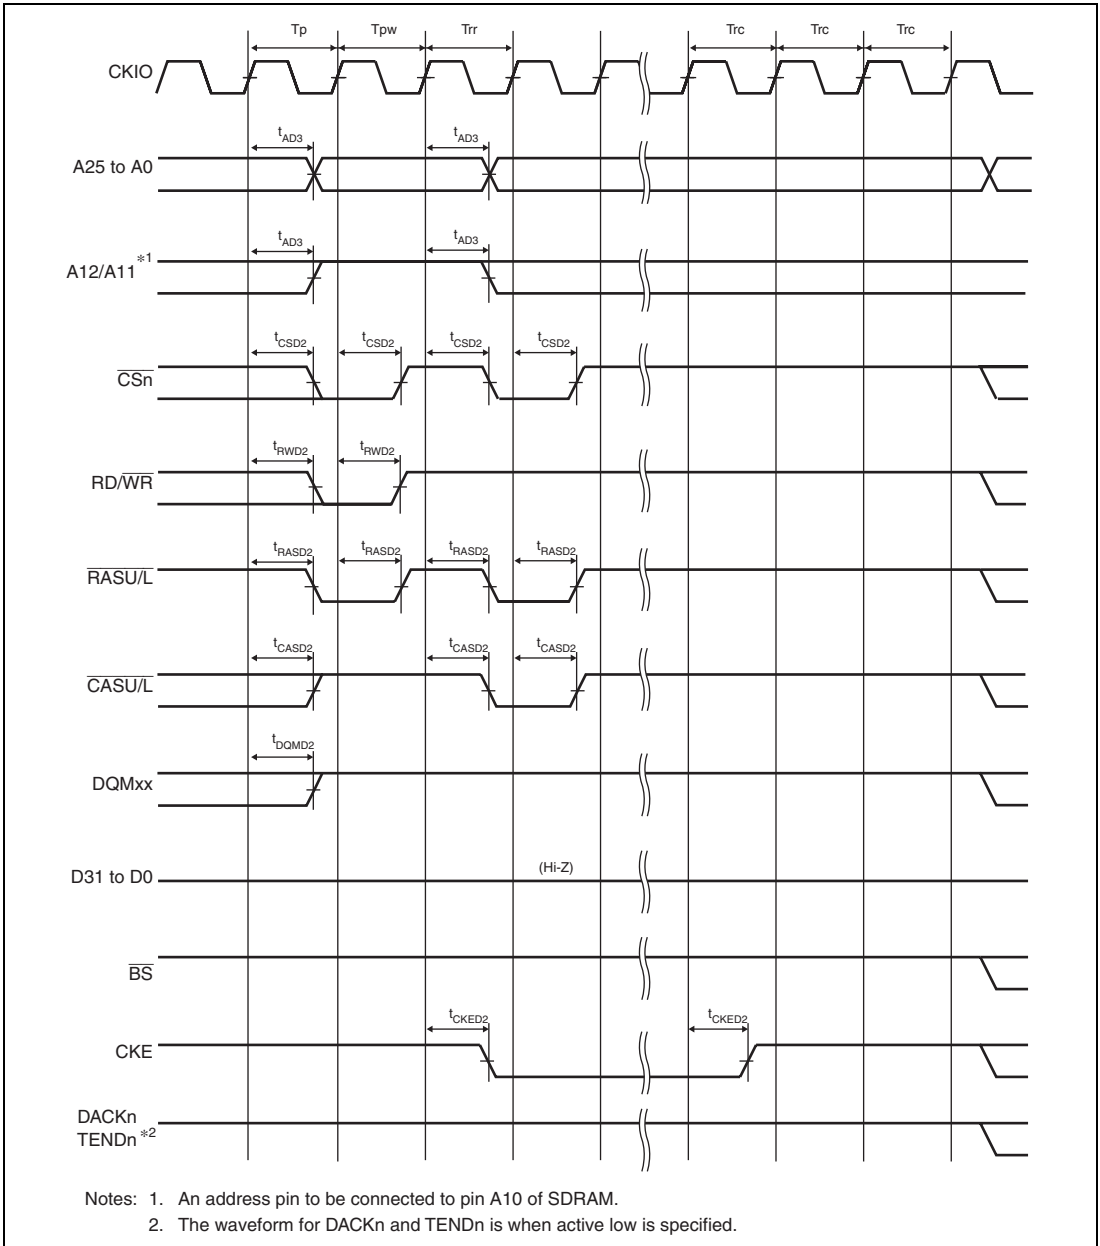 Tp Tpw Trr Trc Trc Trc
CKIO
tAD3 tAD3
A25 to A0
tAD3 tAD3
A12/A11*1
tCSD2 tCSD2 tCSD2 tCSD2
CSn
tRWD2 tRWD2
RD/WR
tRASD2 tRASD2 tRASD2 tRASD2
RASU/L
tCASD2 tCASD2 tCASD2
CASU/L
tDQMD2
DQMxx
(Hi-Z)
D31 to D0
BS
tCKED2 tCKED2
CKE
DACKn
TENDn*2
Notes: 1. An address pin to be connected to pin A10 of SDRAM.
2. The waveform for DACKn and TENDn is when active low is specified.